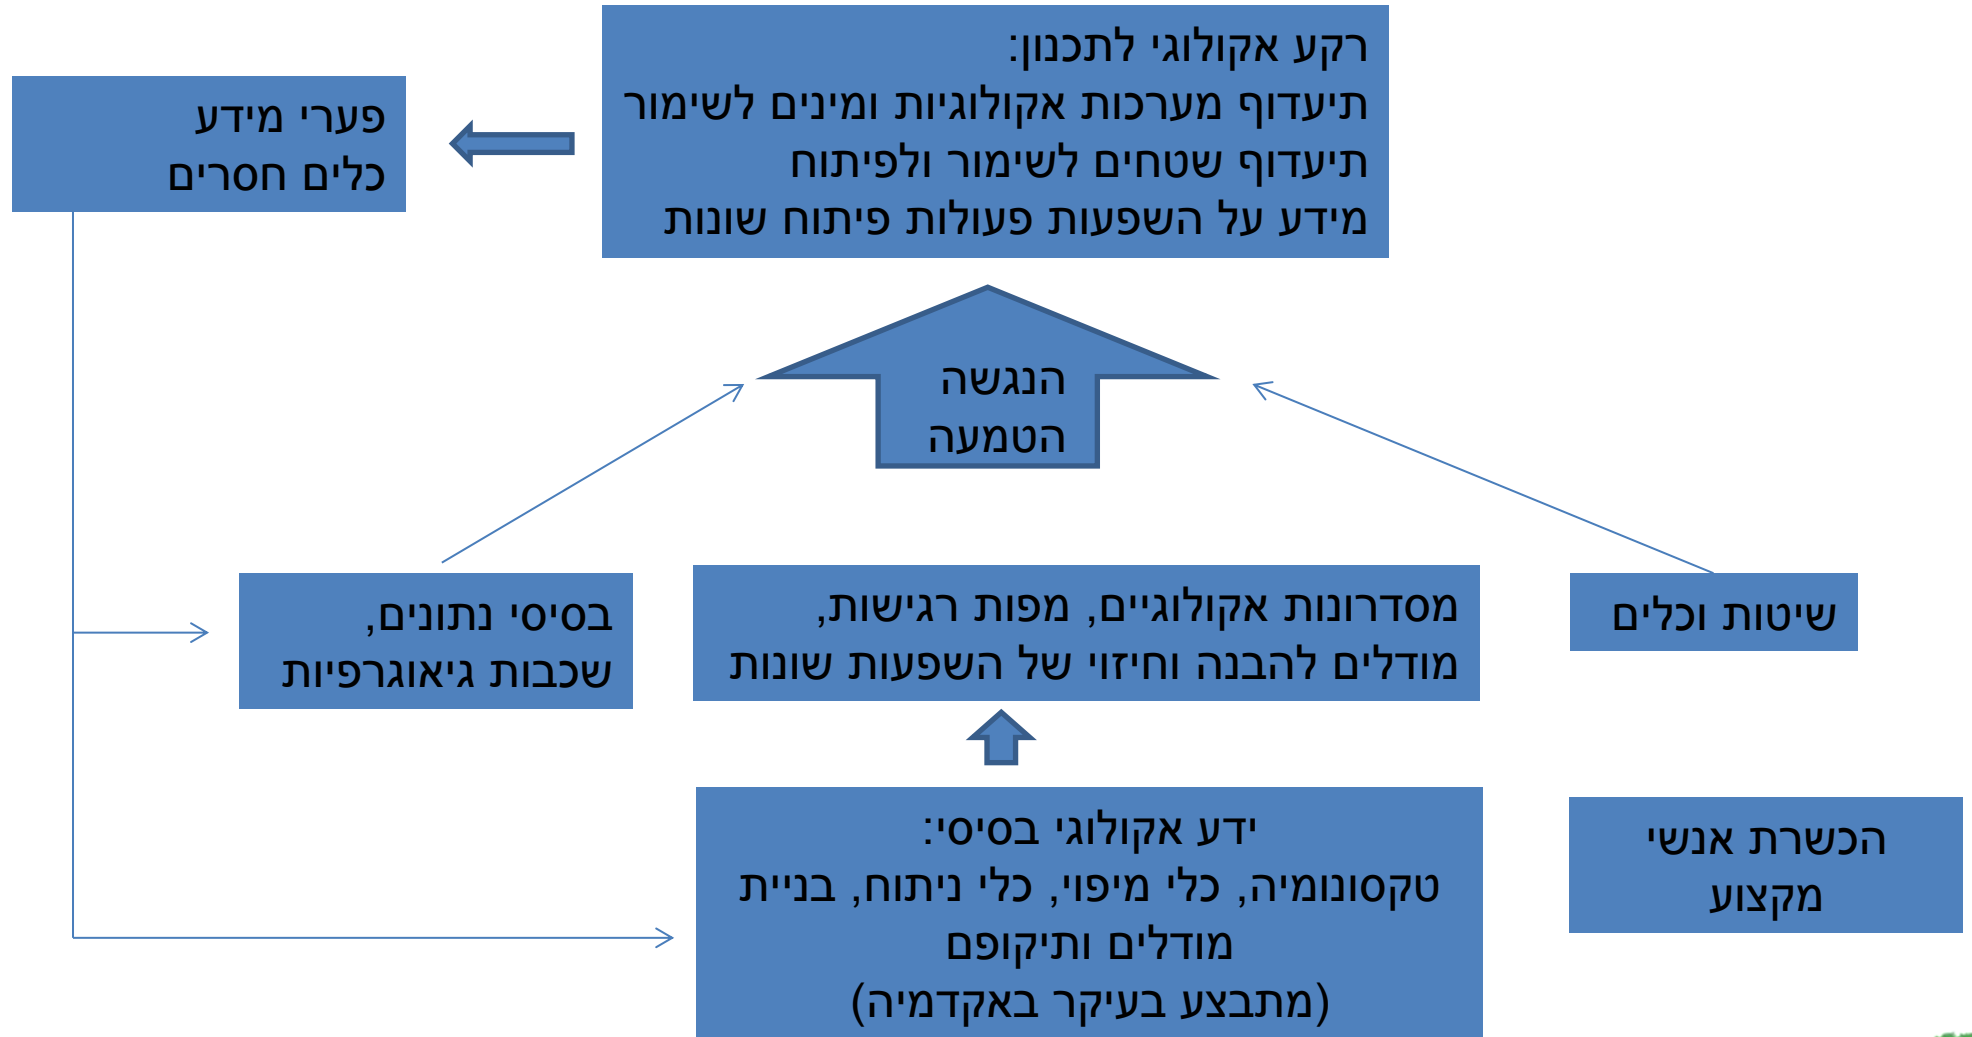 רקע אקולוגי לתכנון:
תיעדוף מערכות אקולוגיות ומינים לשימור
תיעדוף שטחים לשימור ולפיתוח
מידע על השפעות פעולות פיתוח שונות
פערי מידע
כלים חסרים
הנגשה
הטמעה
שיטות וכלים
מסדרונות אקולוגיים, מפות רגישות,
מודלים להבנה וחיזוי של השפעות שונות
בסיסי נתונים,
שכבות גיאוגרפיות
הכשרת אנשי
מקצוע
ידע אקולוגי בסיסי:
טקסונומיה, כלי מיפוי, כלי ניתוח, בניית
מודלים ותיקופם
(מתבצע בעיקר באקדמיה)